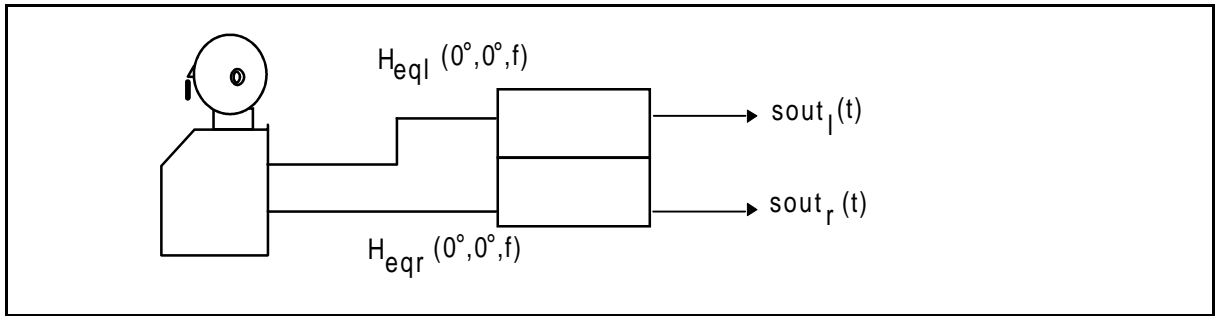 H_eql (0°,0°,f)
sout_l (t)
sout_r (t)
H_eqr (0°,0°,f)